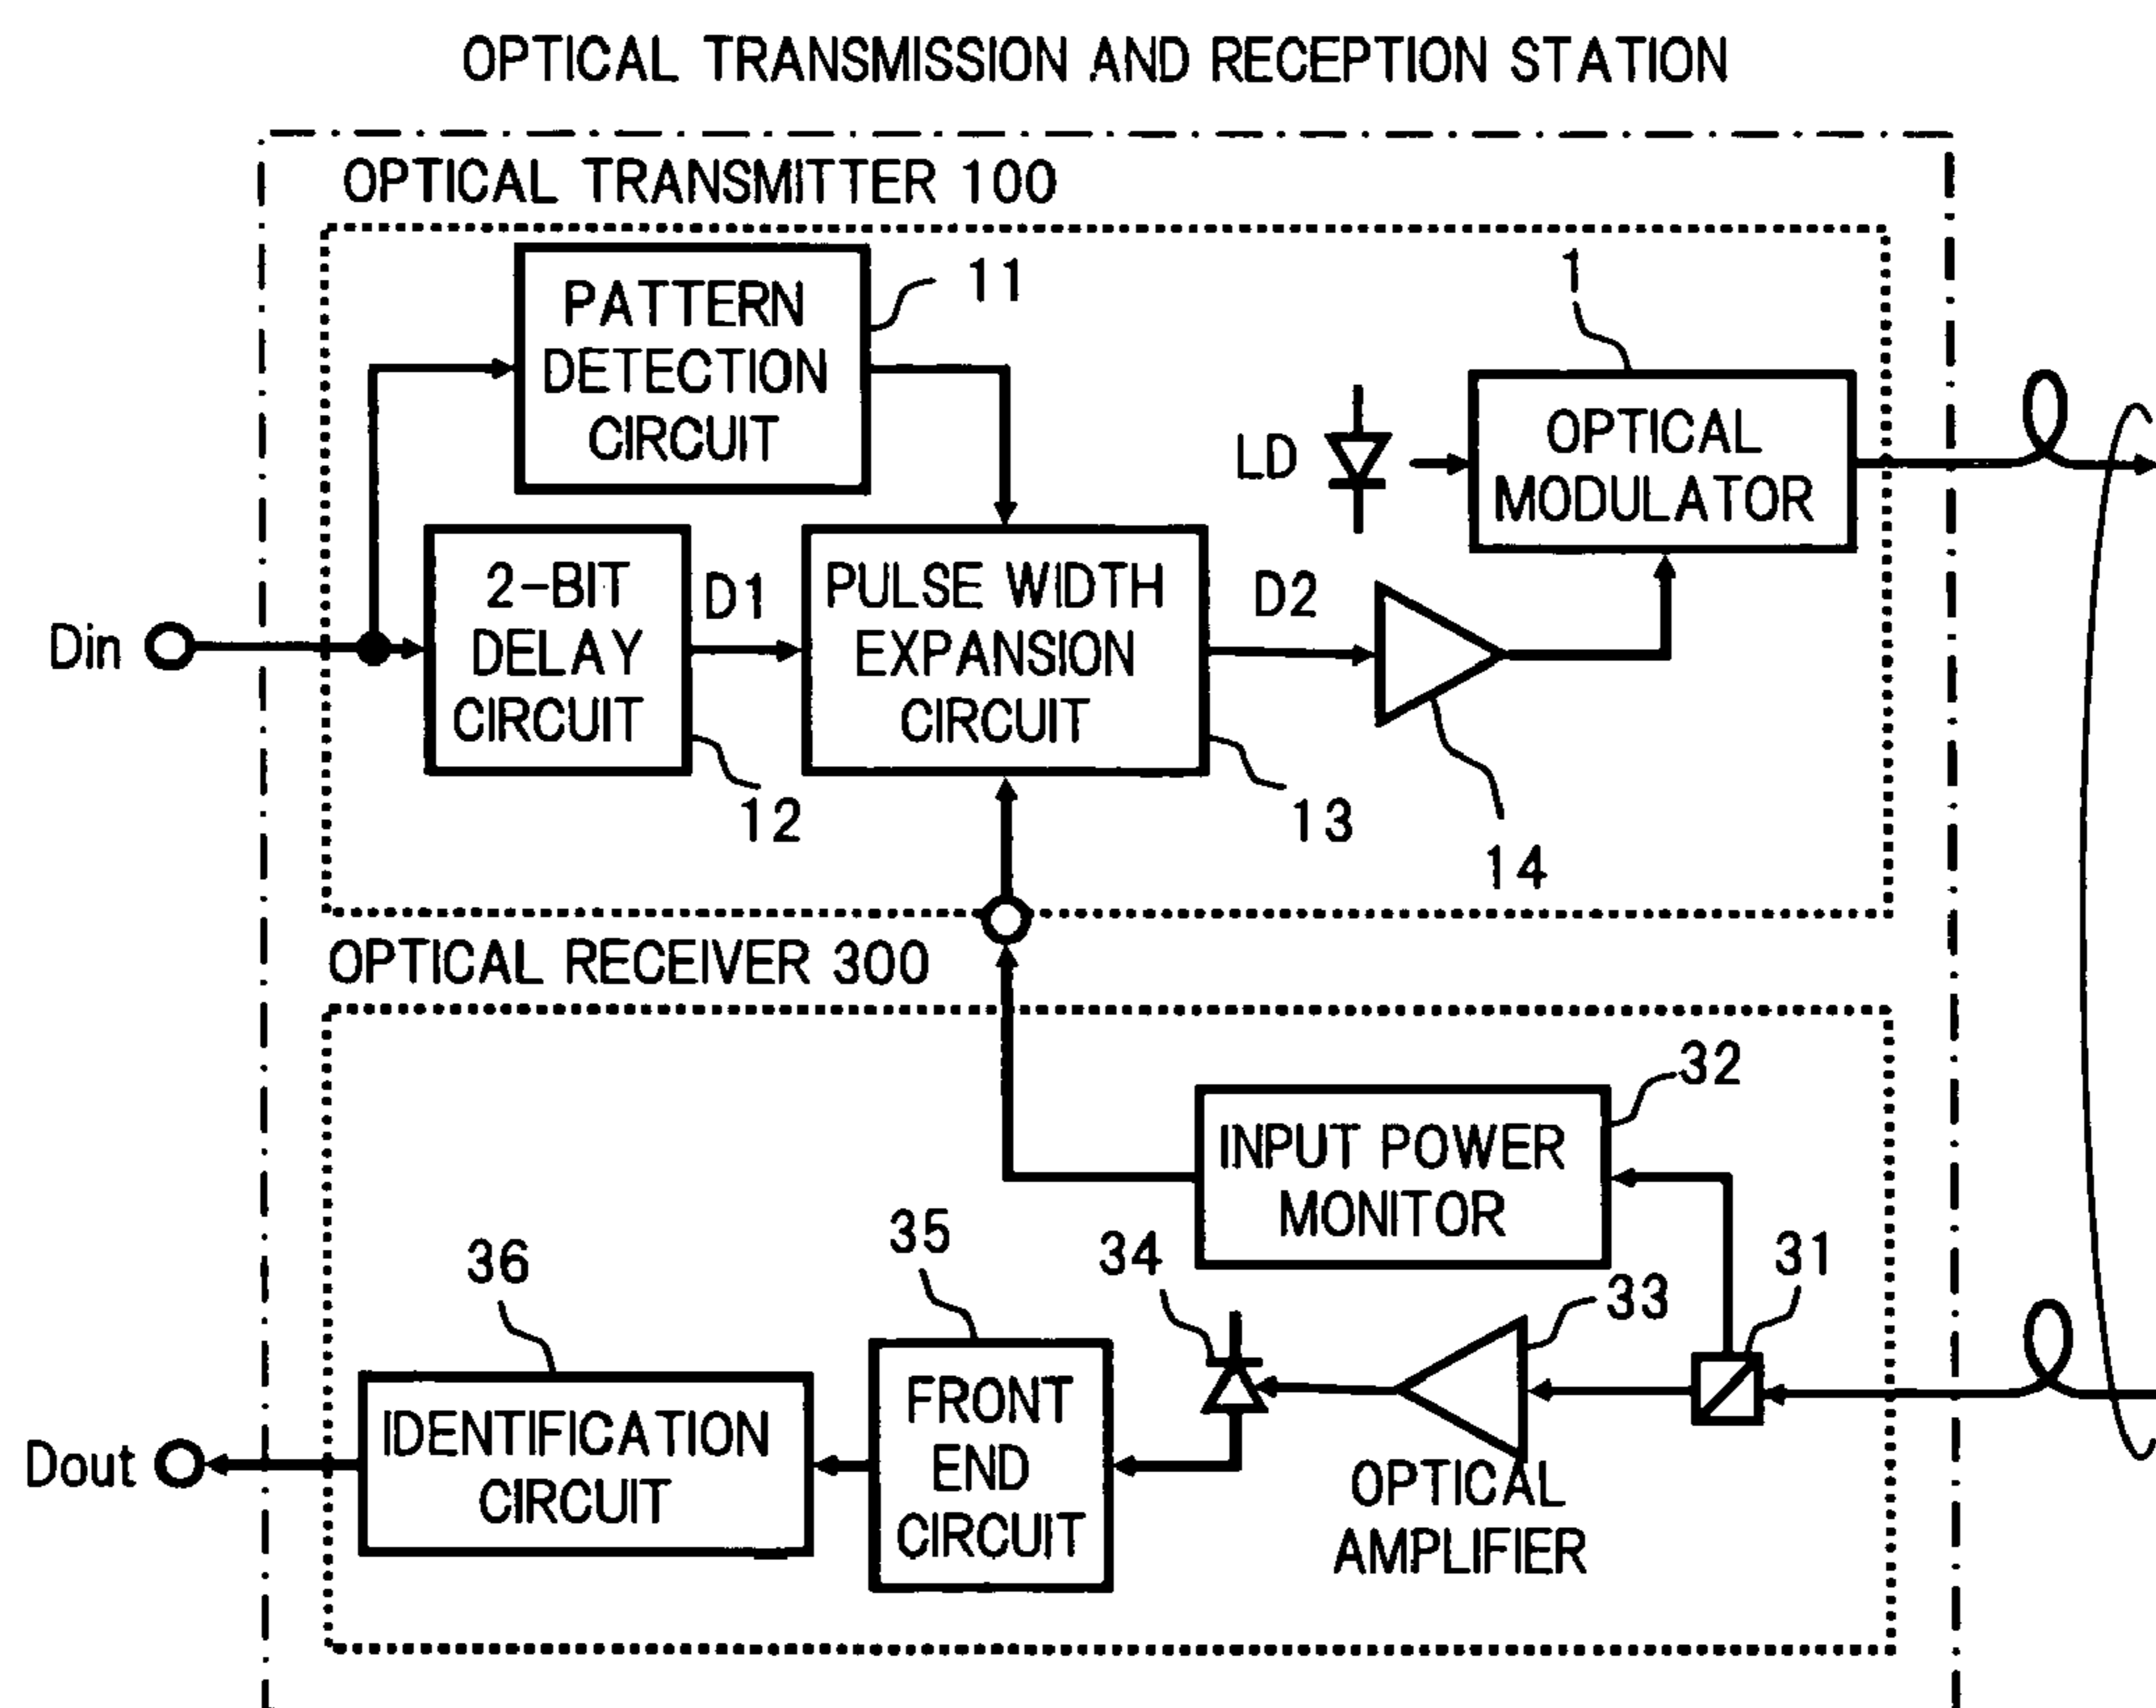 OPTICAL TRANSMISSION AND RECEPTION STATION
OPTICAL TRANSMITTER 100
PATTERN
DETECTION
CIRCUIT
11
1
LD
OPTICAL
MODULATOR
Din
2-BIT
DELAY
CIRCUIT
D1
PULSE WIDTH
EXPANSION
CIRCUIT
D2
12
13
14
OPTICAL RECEIVER 300
32
INPUT POWER
MONITOR
36
35
34
33
31
Dout
IDENTIFICATION
CIRCUIT
FRONT
END
CIRCUIT
OPTICAL
AMPLIFIER